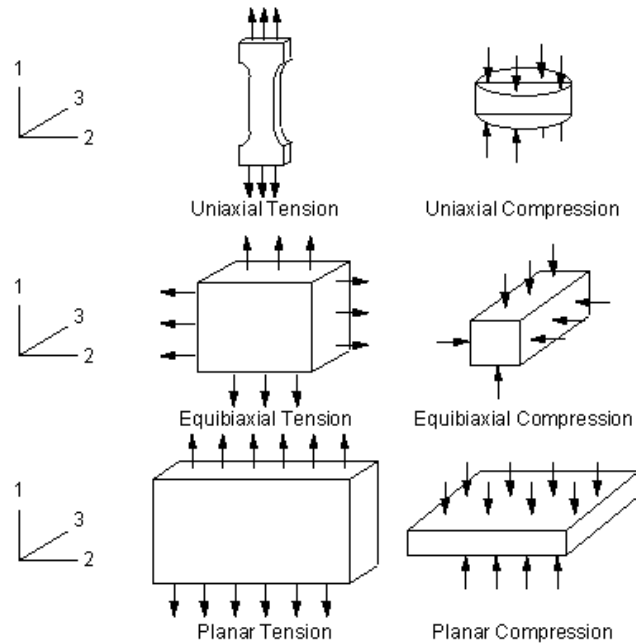 1
3
2
Uniaxial Tension
Uniaxial Compression
1
3
2
Equibiaxial Tension
Equibiaxial Compression
1
3
2
Planar Tension
Planar Compression